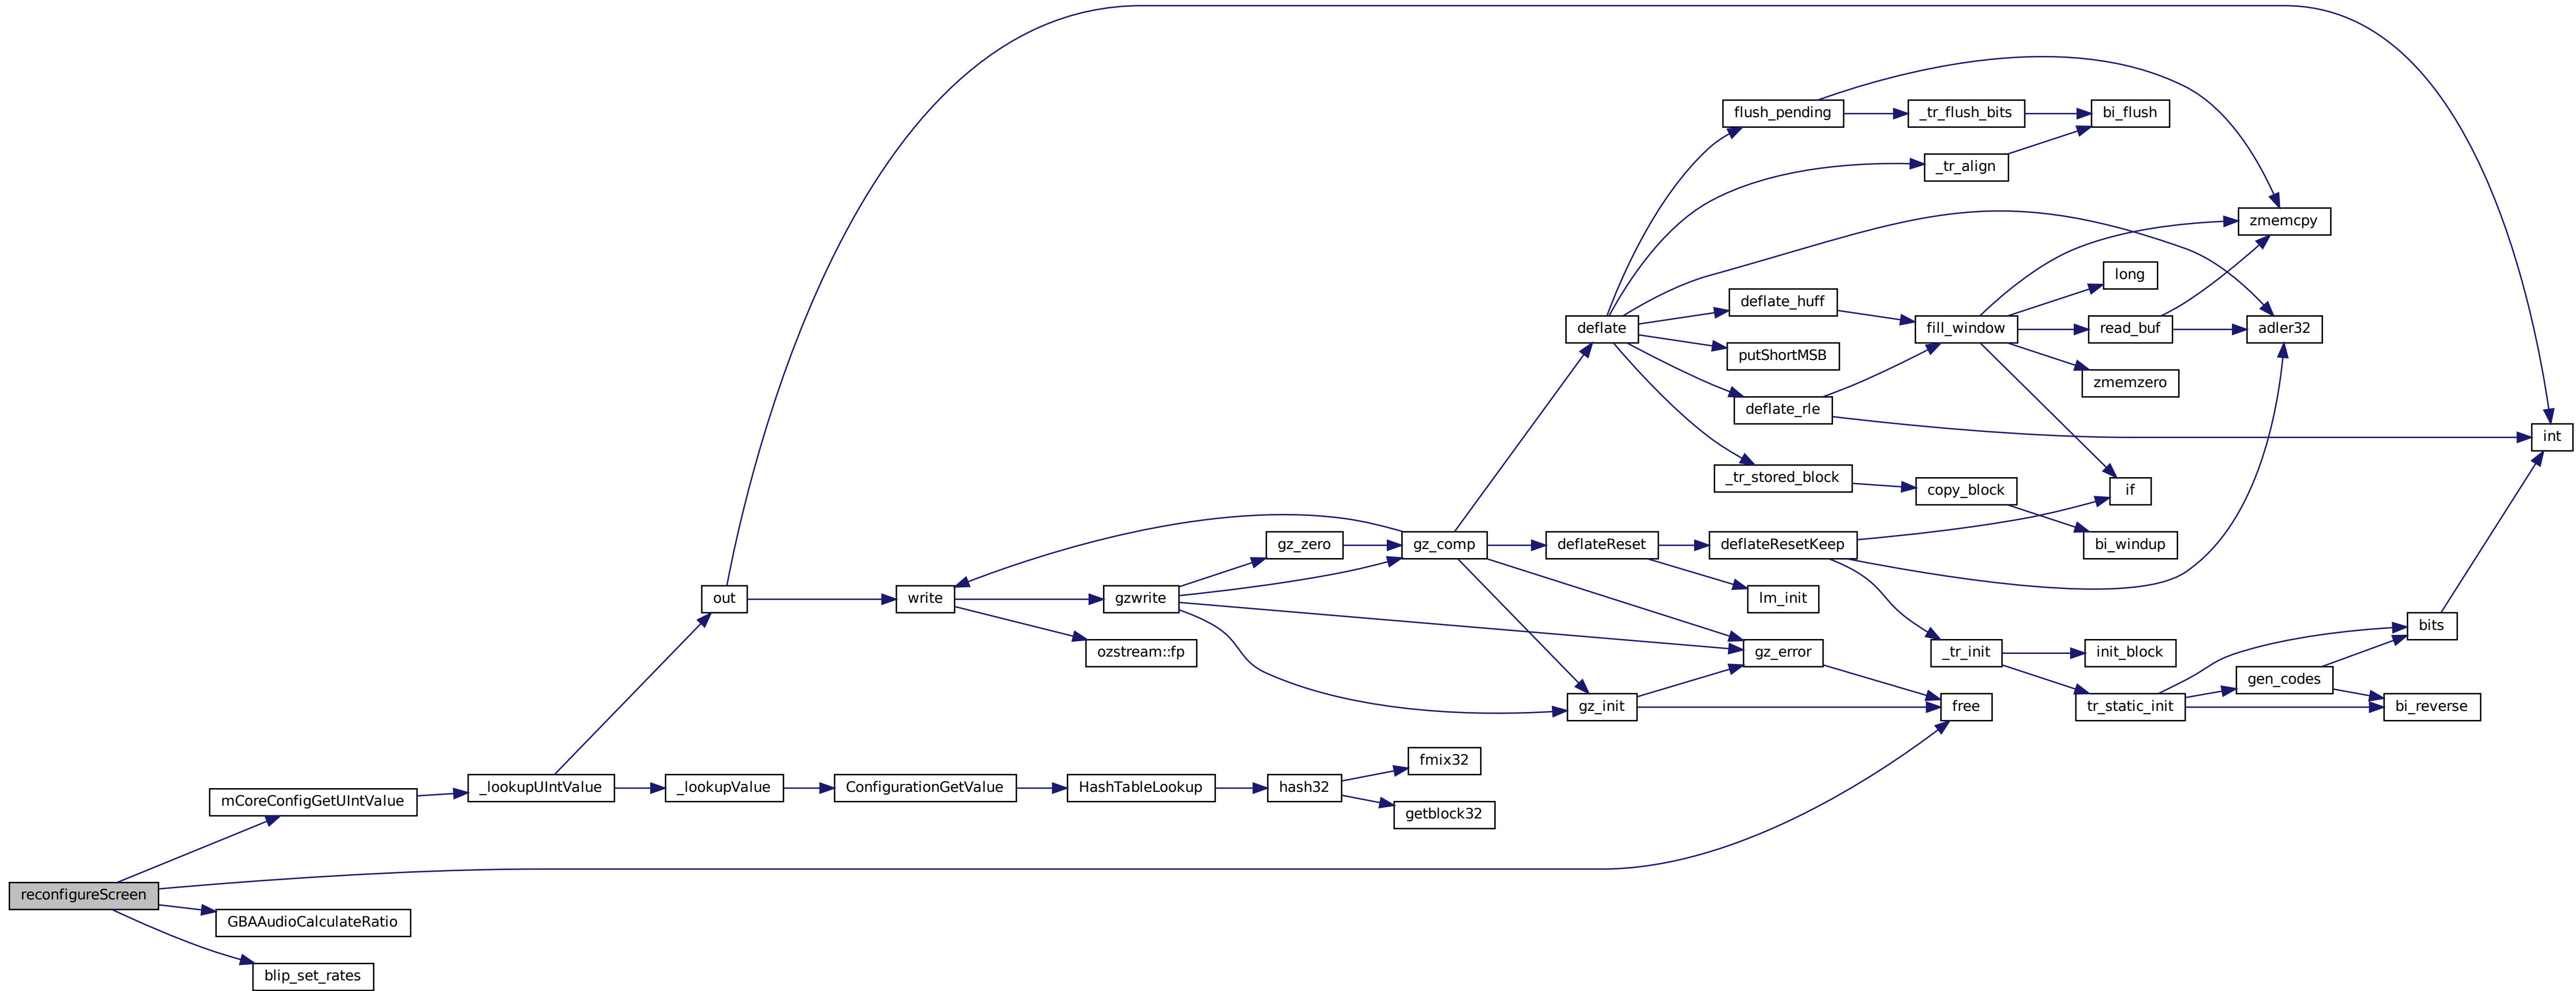 flush_pending
_tr_flush_bits
bi_flush
_tr_align
zmemcpy
long
deflate_huff
deflate
fill_window
read_buf
adler32
putShortMSB
zmemzero
deflate_rle
int
_tr_stored_block
copy_block
if
gz_zero
gz_comp
deflateReset
deflateResetKeep
bi_windup
out
write
gzwrite
lm_init
bits
ozstream::fp
gz_error
_tr_init
init_block
gen_codes
gz_init
free
tr_static_init
bi_reverse
fmix32
mCoreConfigGetUIntValue
_lookupUIntValue
_lookupValue
ConfigurationGetValue
HashTableLookup
hash32
getblock32
reconfigureScreen
GBAAudioCalculateRatio
blip_set_rates